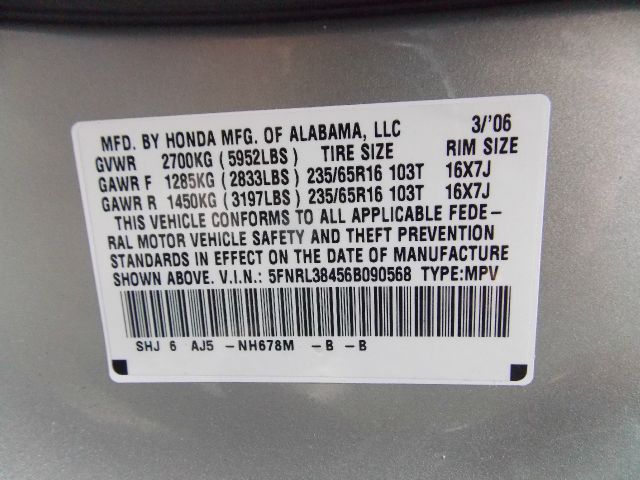 MFD. BY HONDA MFG. OF ALABAMA, LLC 3/'06
GVWR 2700KG (5952LBS) TIRE SIZE RIM SIZE
GAWR F 1285KG (2833LBS) 235/65R16 103T 16X7J
GAWR R 1450KG (3197LBS) 235/65R16 103T 16X7J
THIS VEHICLE CONFORMS TO ALL APPLICABLE FEDE-
RAL MOTOR VEHICLE SAFETY AND THEFT PREVENTION
STANDARDS IN EFFECT ON THE DATE OF MANUFACTURE
SHOWN ABOVE. V.I.N.: 5FNRL38456B090568 TYPE:MPV
SHJ 6 AJ5 -NH678M -B -B